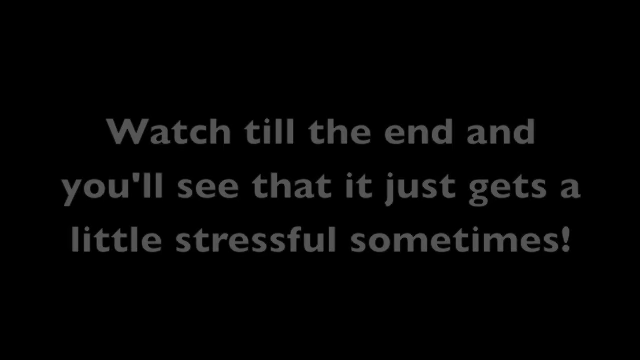 Watch till the end and
you'll see that it just gets a
little stressful sometimes!